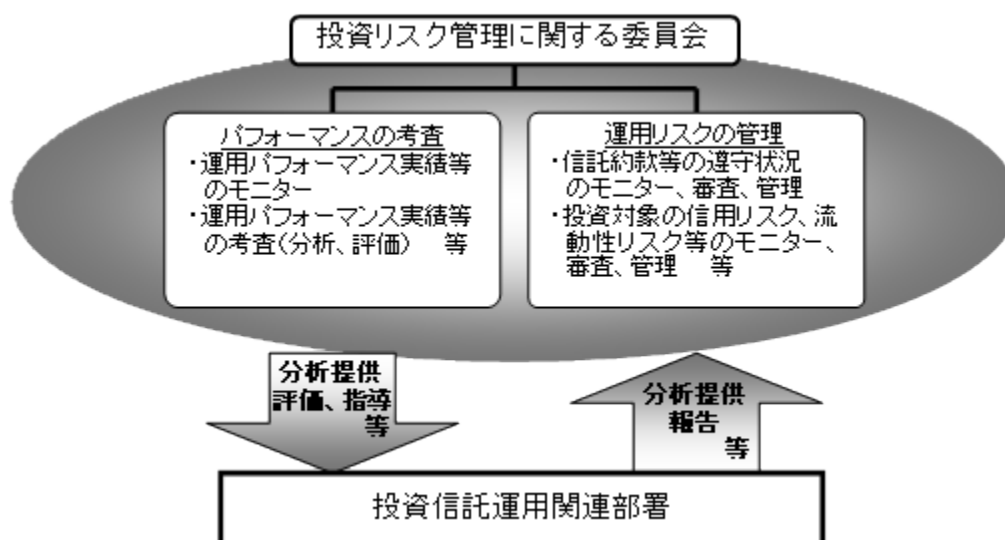 投資リスク管理に関する委員会
パフォーマンスの考査
・運用パフォーマンス実績等
のモニター
・運用パフォーマンス実績等
の考査(分析、評価) 等
運用リスクの管理
・信託約款等の遵守状況
のモニター、審査、管理
・投資対象の信用リスク、流
動性リスク等のモニター、
審査、管理 等
分析提供
評価、指導
等
分析提供
報告
等
投資信託運用関連部署